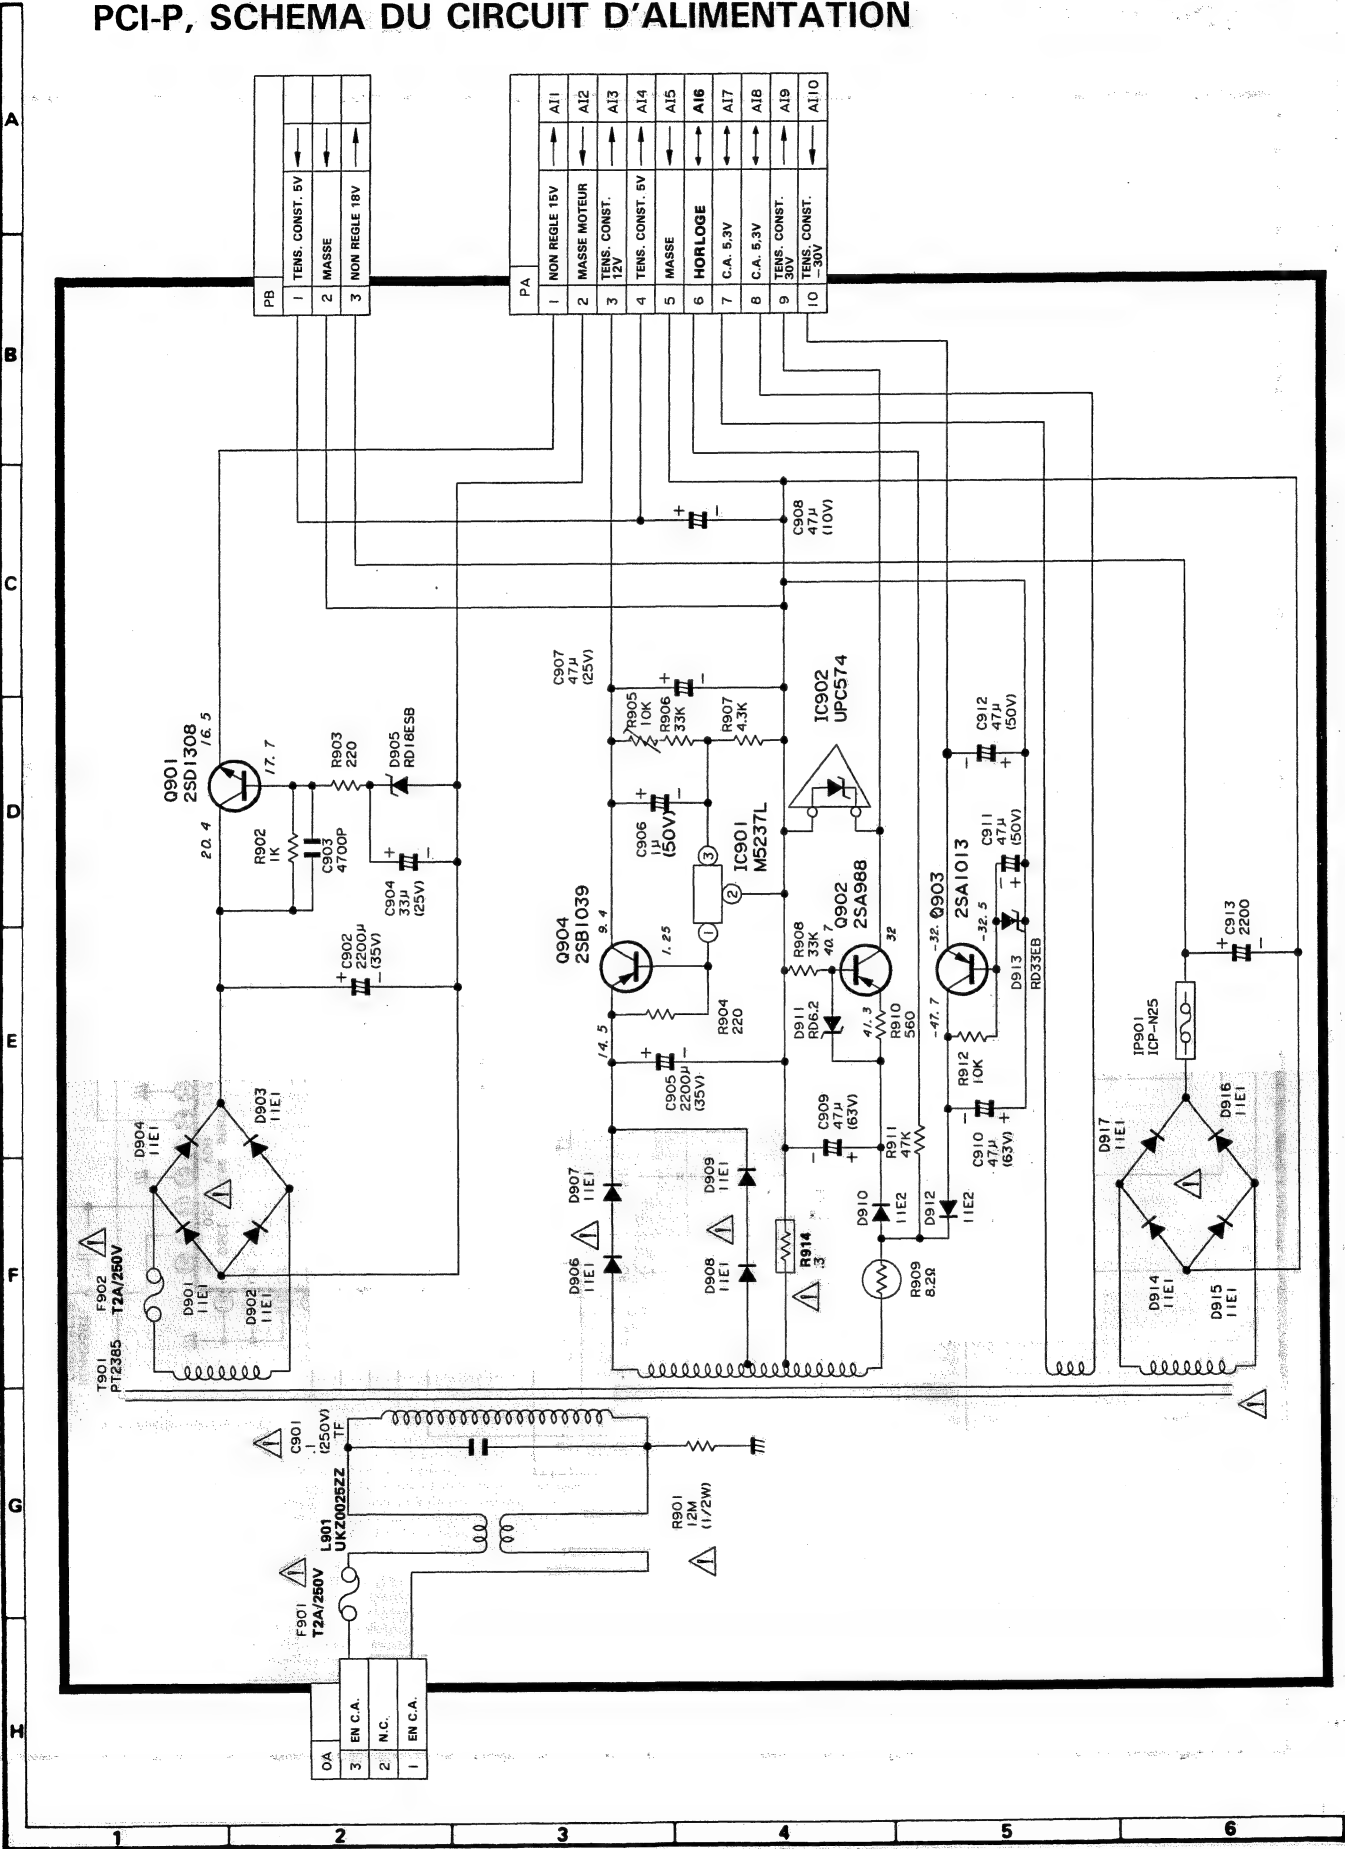 PCI-P, SCHEMA DU CIRCUIT D'ALIMENTATION
A
B
C
D
E
F
G
H
1
2
3
4
5
6
PB
1 TENS. CONST. 5V
2 MASSE
3 NON REGLE 18V
PA
1 NON REGLE 15V AI1
2 MASSE MOTEUR AI2
3 TENS. CONST. 12V AI3
4 TENS. CONST. 5V AI4
5 MASSE AI5
6 HORLOGE AI6
7 C.A. 5,3V AI7
8 C.A. 5,3V AI8
9 TENS. CONST. 30V AI9
10 TENS. CONST. -30V AI10
C908
47µ
(10V)
+
-
Q901
2SD1308
16.5
17.7
20.4
R902
1K
C903
4700P
R903
220
D905
RD18ESB
C904
33µ
(25V)
+
-
C902
2200µ
(35V)
+
-
C907
47µ
(25V)
+
-
R905
10K
R906
33K
R907
4.3K
C906
1µ
(50V)
+
-
IC901
M5237L
1
2
3
IC902
UPC574
Q904
2SB1039
9.4
1.25
14.5
R904
220
C905
2200µ
(35V)
+
-
R908
33K
40.7
Q902
2SA988
32
D911
RD6.2
41.3
R910
560
Q903
2SA1013
-32.5
-47.7
C912
47µ
(50V)
-
+
C911
47µ
(50V)
-
+
D913
RD33EB
R912
10K
C909
47µ
(63V)
-
+
R911
47K
C910
47µ
(63V)
-
+
C913
2200
+
-
IP901
ICP-N25
D904
11E1
D903
11E1
D901
11E1
D902
11E1
F902
T2A/250V
T901
PT2385
D907
11E1
D906
11E1
D909
11E1
D908
11E1
R914
.3
D910
11E2
D912
11E2
R909
8.2Ω
D917
11E1
D916
11E1
D914
11E1
D915
11E1
C901
.1
(250V)
TF
L901
UKZ0025ZZ
F901
T2A/250V
R901
12M
(1/2W)
OA
3 EN C.A.
2 N.C.
1 EN C.A.